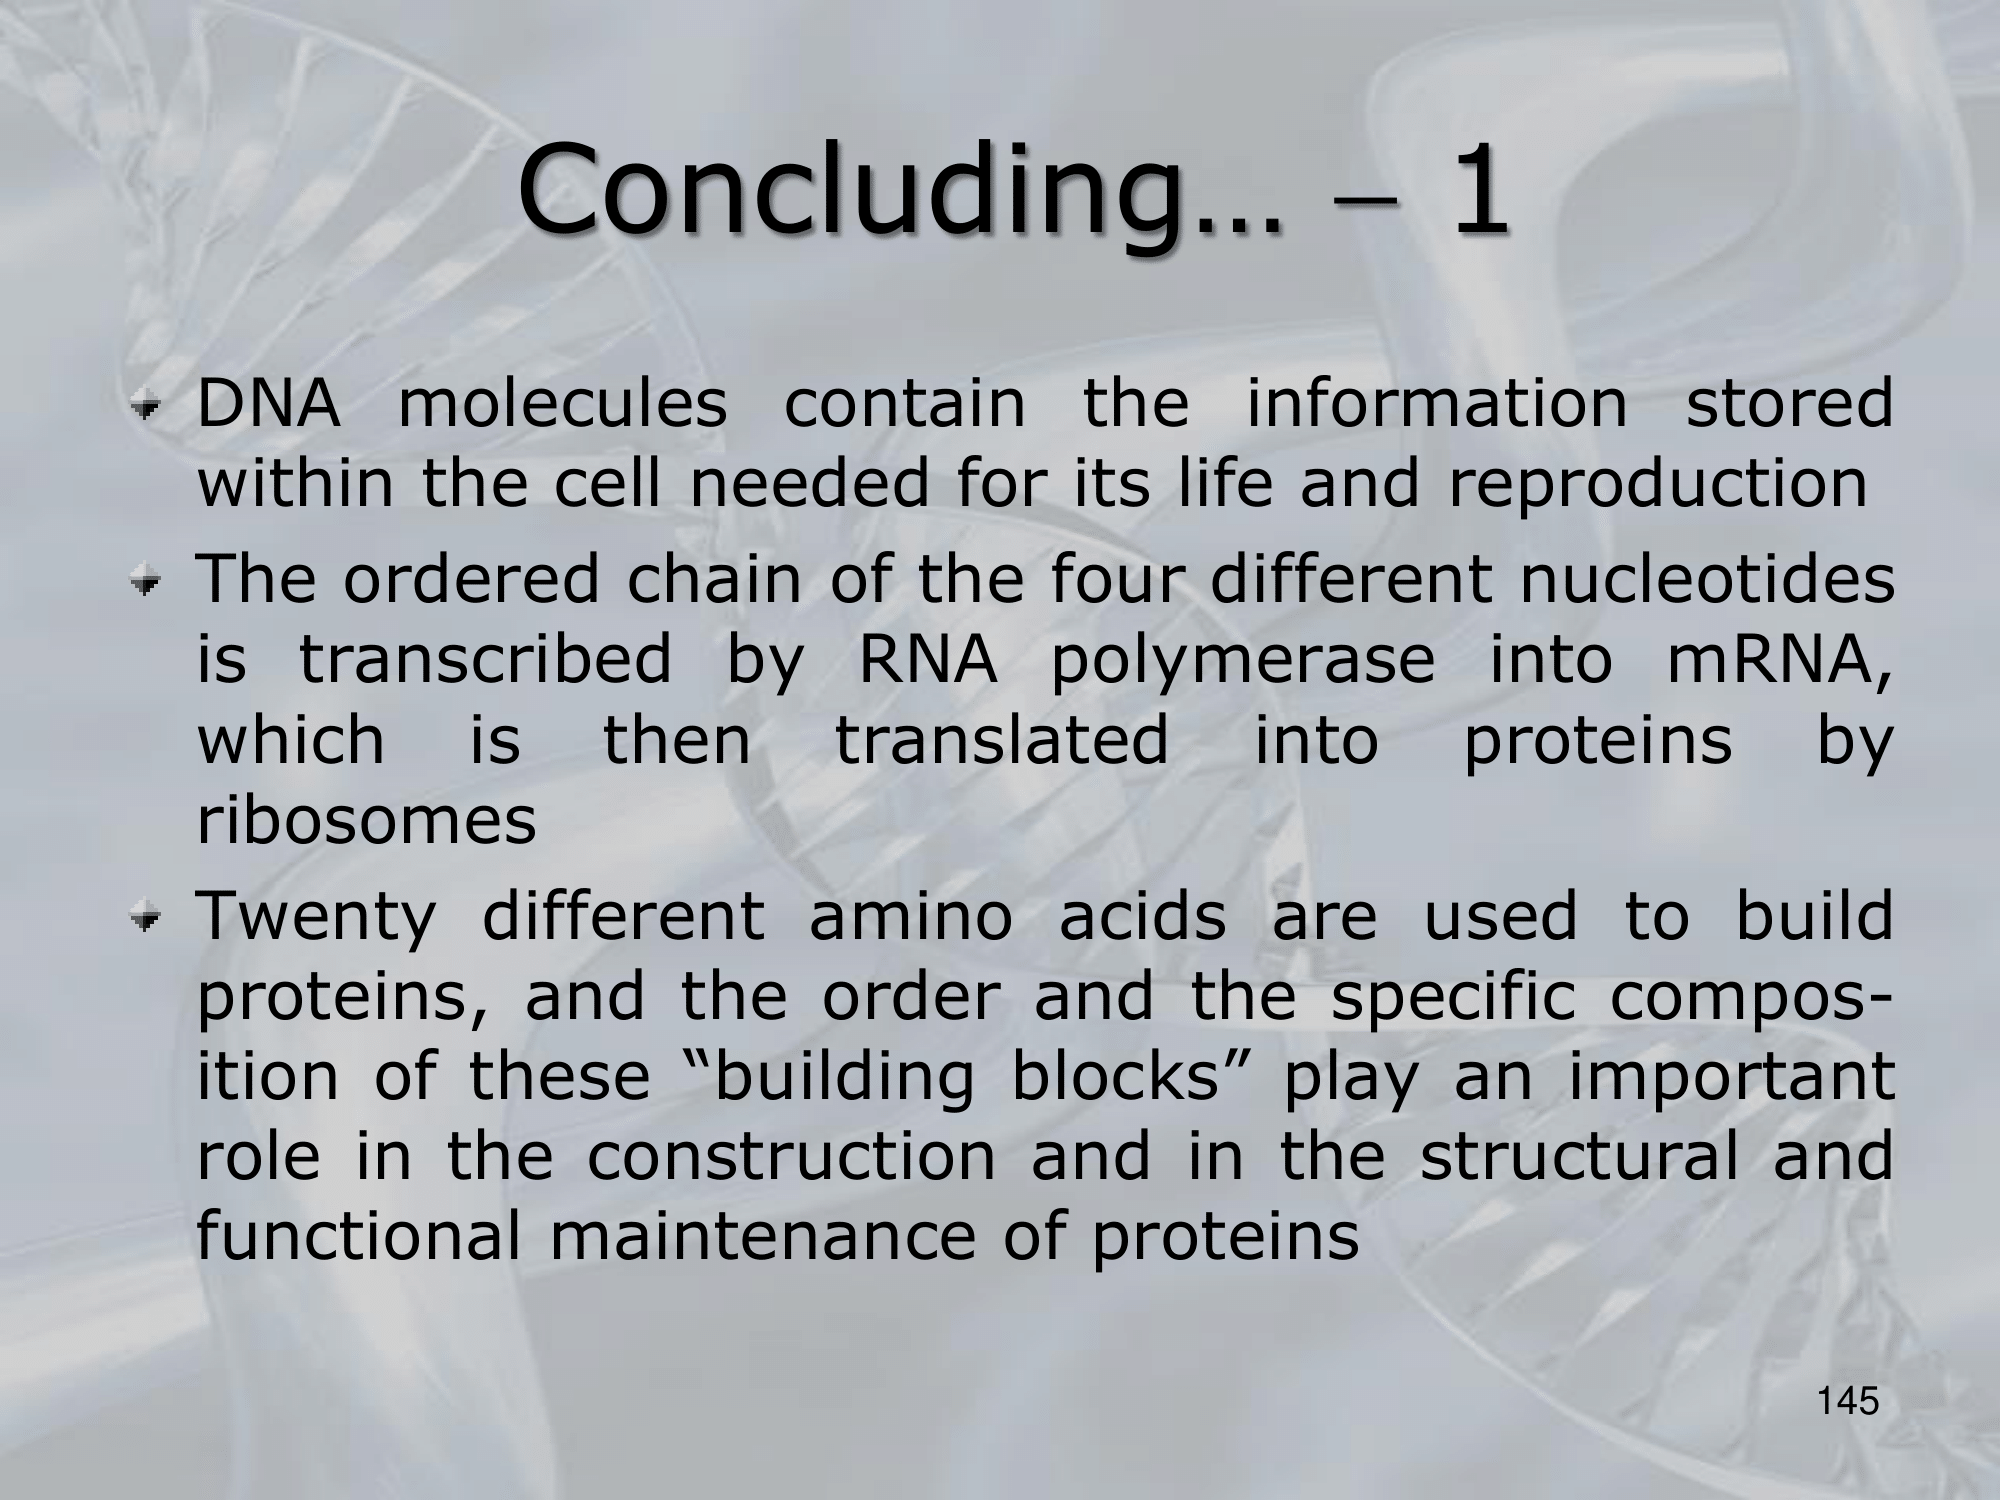 Concluding… – 1
DNA molecules contain the information stored
within the cell needed for its life and reproduction
The ordered chain of the four different nucleotides
is transcribed by RNA polymerase into mRNA,
which is then translated into proteins by
ribosomes
Twenty different amino acids are used to build
proteins, and the order and the specific compos-
ition of these “building blocks” play an important
role in the construction and in the structural and
functional maintenance of proteins
145